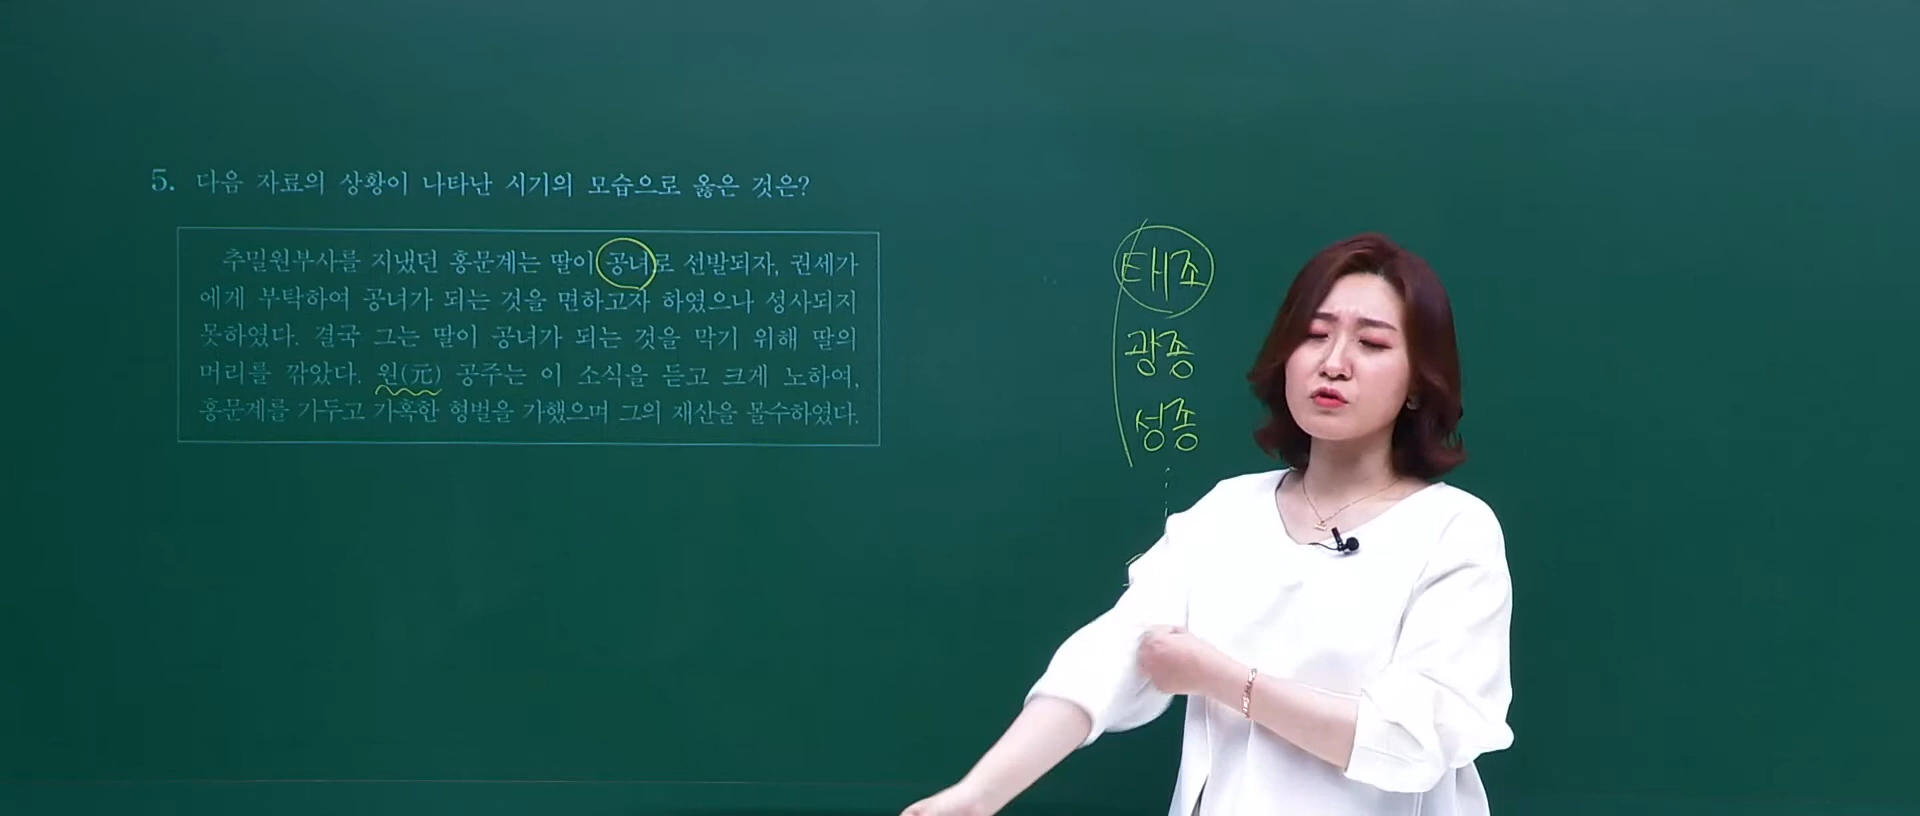 5. 다음 자료의 상황이 나타난 시기의 모습으로 옳은 것은?
추밀원부사를 지냈던 홍문계는 딸이 공녀로 선발되자, 권세가
에게 부탁하여 공녀가 되는 것을 면하고자 하였으나 성사되지
못하였다. 결국 그는 딸이 공녀가 되는 것을 막기 위해 딸의
머리를 깎았다. 원(元) 공주는 이 소식을 듣고 크게 노하여,
홍문계를 가두고 가혹한 형벌을 가했으며 그의 재산을 몰수하였다.
태조
광종
성종